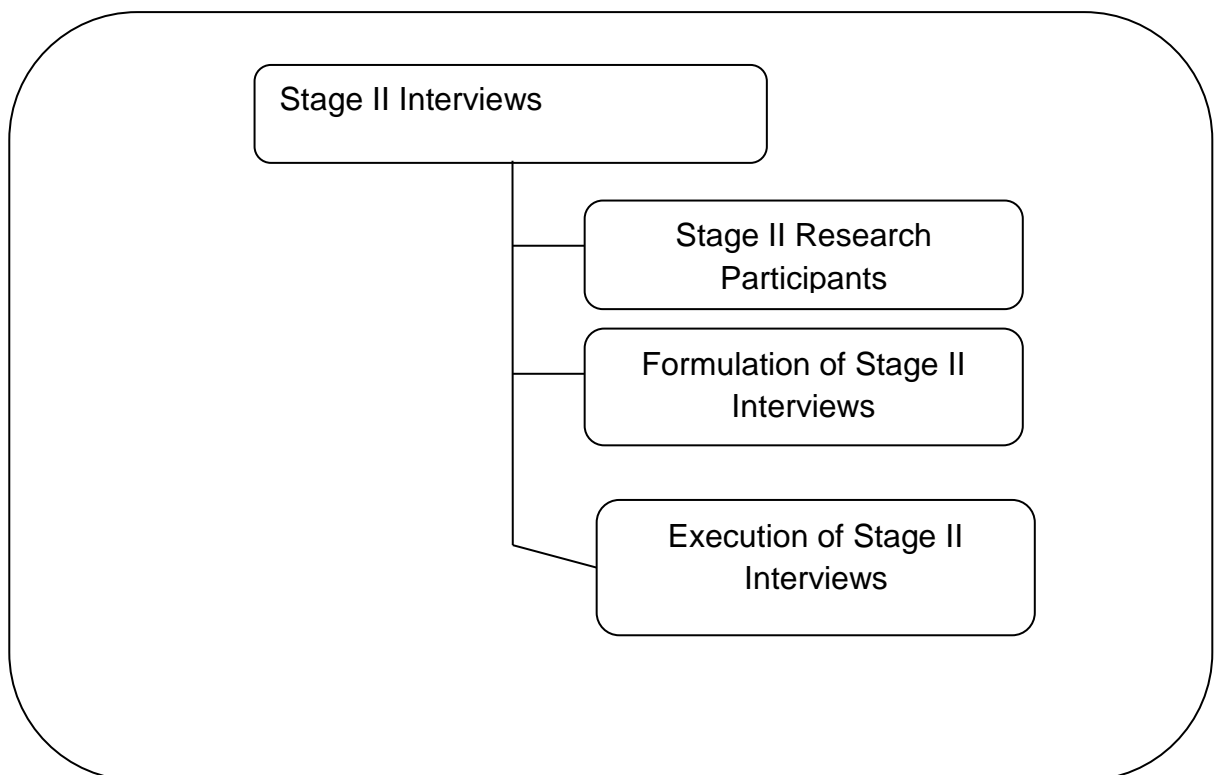 Stage II Interviews
Stage II Research
Participants
Formulation of Stage II
Interviews
Execution of Stage II
Interviews